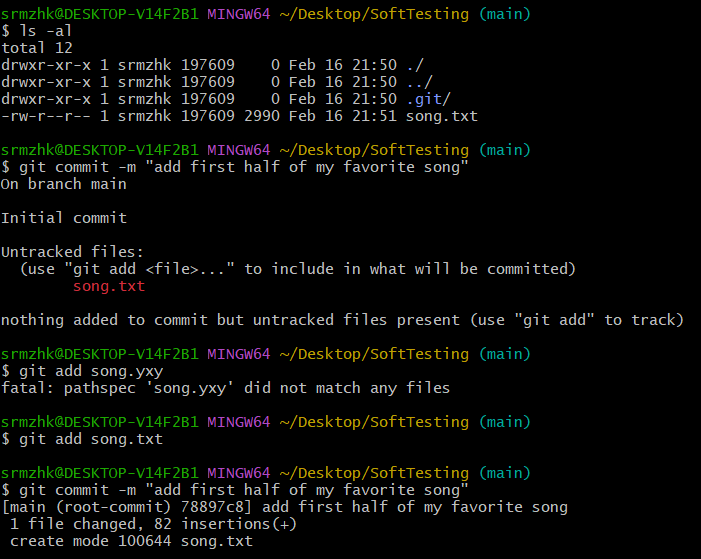 srmzhk@DESKTOP-V14F2B1 MINGW64 ~/Desktop/SoftTesting (main)
$ ls -al
total 12
drwxr-xr-x 1 srmzhk 197609    0 Feb 16 21:50 ./
drwxr-xr-x 1 srmzhk 197609    0 Feb 16 21:50 ../
drwxr-xr-x 1 srmzhk 197609    0 Feb 16 21:50 .git/
-rw-r--r-- 1 srmzhk 197609 2990 Feb 16 21:51 song.txt

srmzhk@DESKTOP-V14F2B1 MINGW64 ~/Desktop/SoftTesting (main)
$ git commit -m "add first half of my favorite song"
On branch main

Initial commit

Untracked files:
  (use "git add <file>..." to include in what will be committed)
        song.txt

nothing added to commit but untracked files present (use "git add" to track)

srmzhk@DESKTOP-V14F2B1 MINGW64 ~/Desktop/SoftTesting (main)
$ git add song.yxy
fatal: pathspec 'song.yxy' did not match any files

srmzhk@DESKTOP-V14F2B1 MINGW64 ~/Desktop/SoftTesting (main)
$ git add song.txt

srmzhk@DESKTOP-V14F2B1 MINGW64 ~/Desktop/SoftTesting (main)
$ git commit -m "add first half of my favorite song"
[main (root-commit) 78897c8] add first half of my favorite song
 1 file changed, 82 insertions(+)
 create mode 100644 song.txt